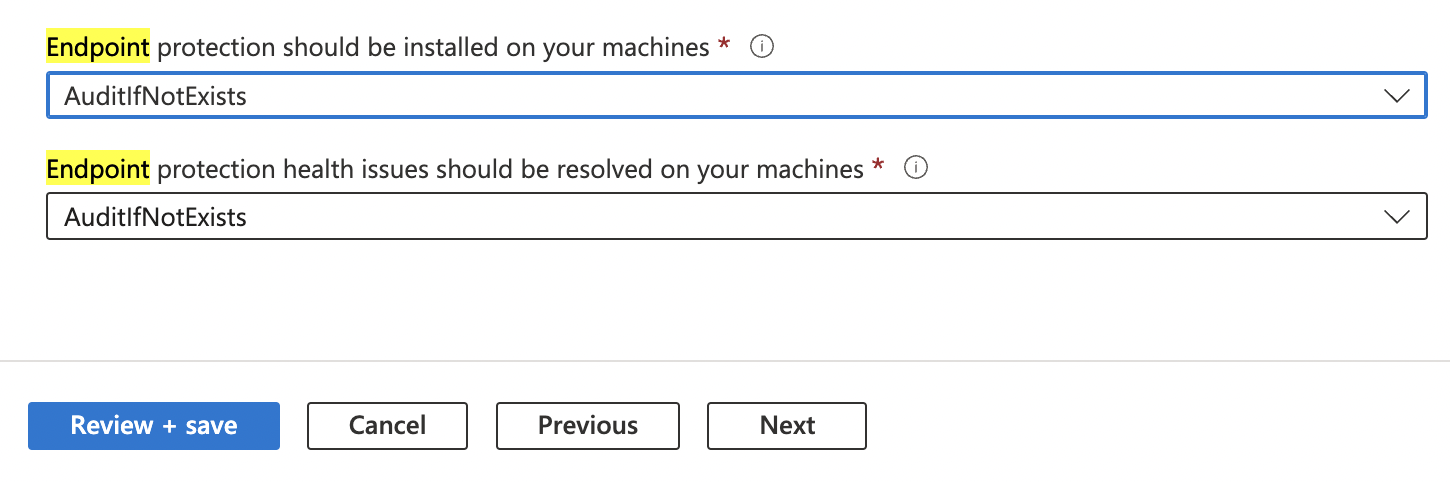 Endpoint protection should be installed on your machines *
AuditIfNotExists
Endpoint protection health issues should be resolved on your machines *
AuditIfNotExists
Review + save
Cancel
Previous
Next